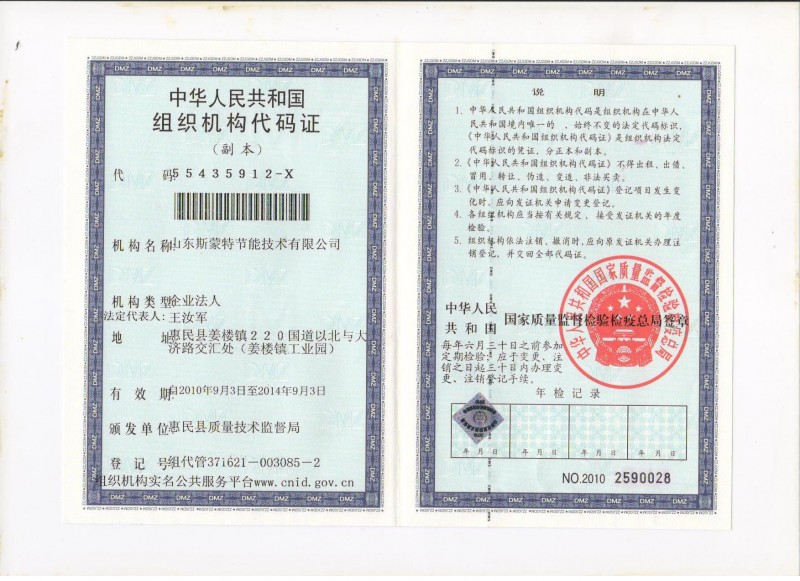 中华人民共和国
组织机构代码证
（副本）
代 码 55435912-X
机构名称 山东斯蒙特节能技术有限公司
机构类型 企业法人
法定代表人: 王汝军
地 址 惠民县姜楼镇220国道以北与大
济路交汇处（姜楼镇工业园）
有 效 期 自2010年9月3日至2014年9月3日
颁发单位 惠民县质量技术监督局
登 记 号 组代管371621-003085-2
组织机构实名公共服务平台www.cnid.gov.cn
说 明
1. 中华人民共和国组织机构代码是组织机构在中华人
民共和国境内唯一的、始终不变的法定代码标识，
《中华人民共和国组织机构代码证》是组织机构法定
代码标识的凭证，分正本和副本。
2.《中华人民共和国组织机构代码证》不得出租、出借、
冒用、转让、伪造、变造、非法买卖。
3.《中华人民共和国组织机构代码证》登记项目发生变
化时，应向发证机关申请变更登记。
4. 各组织机构应当按有关规定，接受发证机关的年度
检验。
5. 组织机构依法注销、撤消时，应向原发证机关办理注
销登记，并交回全部代码证。
中华人民
共和国 国家质量监督检验检疫总局签章
中华人民共和国国家质量监督检验检疫总局
每年六月三十日之前参加
定期检验；应于变更、注
销之日起三十日内办理变
更、注销登记手续。
年检记录
年 月 日 年 月 日 年 月 日 年 月 日
NO.2010 2590028